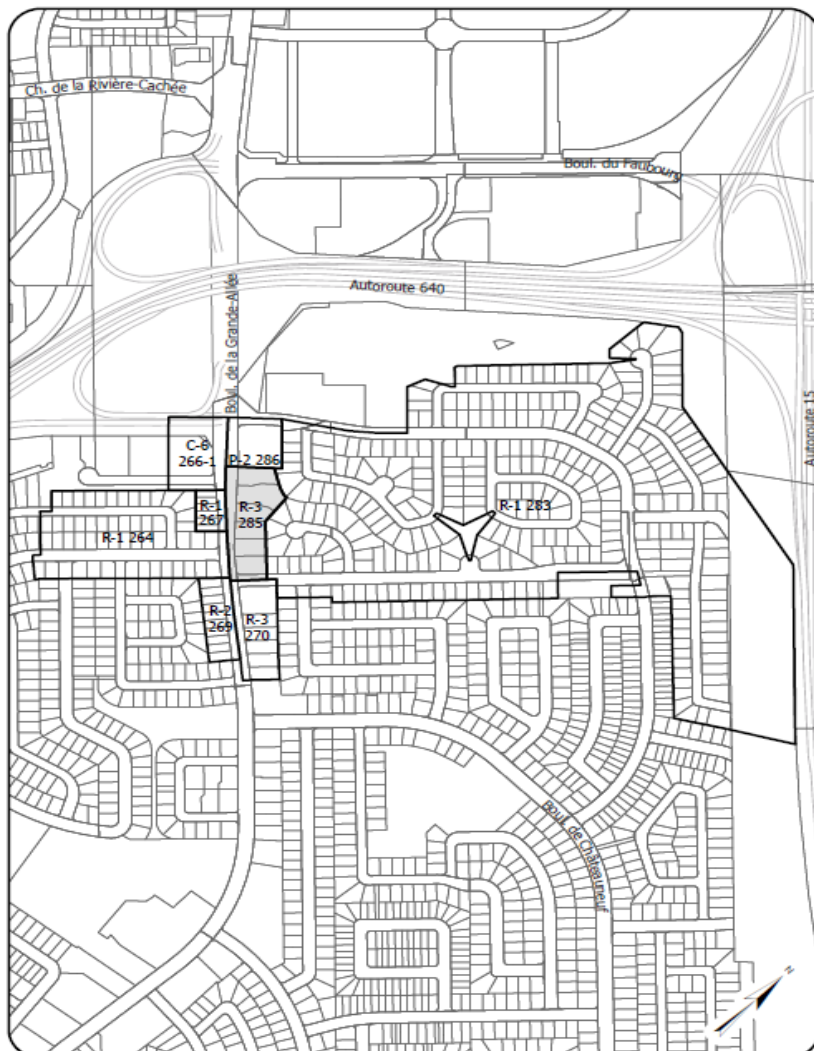 Ch. de la Rivière-Cachée
Boul. du Faubourg
Autoroute 640
Boul. de la Grande-Allée
Autoroute 15
C-6
266-1
P-2 286
R-1
267
R-3
285
R-1 283
R-1 264
R-2
269
R-3
270
Boul. de Châteauneuf
N